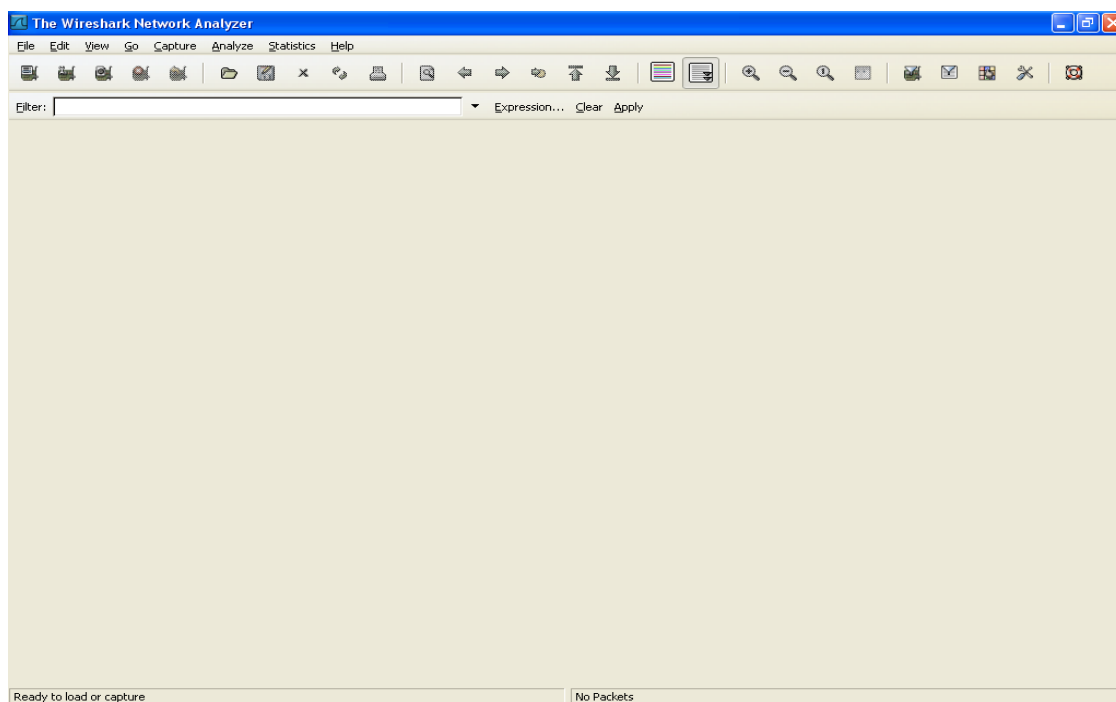 The Wireshark Network Analyzer
File Edit View Go Capture Analyze Statistics Help
Filter: Expression... Clear Apply
Ready to load or capture No Packets